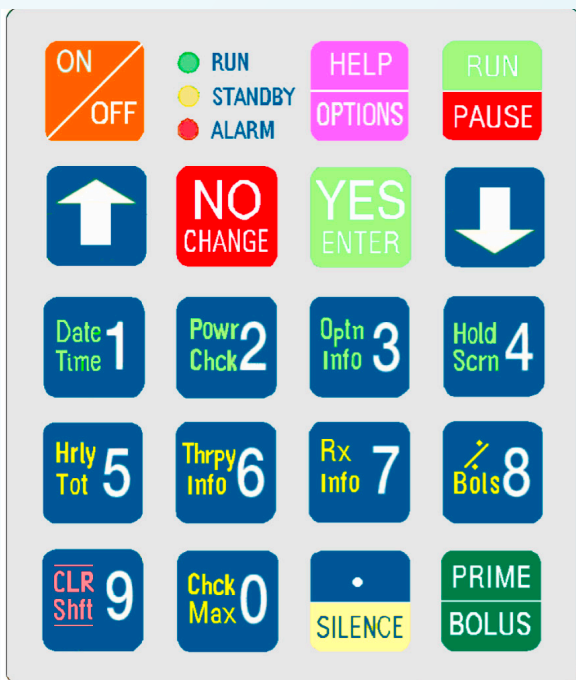 ON
OFF
RUN
STANDBY
ALARM
HELP
OPTIONS
RUN
PAUSE
NO
CHANGE
YES
ENTER
Date
Time 1
Powr
Chck 2
Optn
Info 3
Hold
Scrn 4
Hrly
Tot 5
Thrpy
Info 6
Rx
Info 7
⁒
Bols 8
CLR
Shft 9
Chck
Max 0
.
SILENCE
PRIME
BOLUS